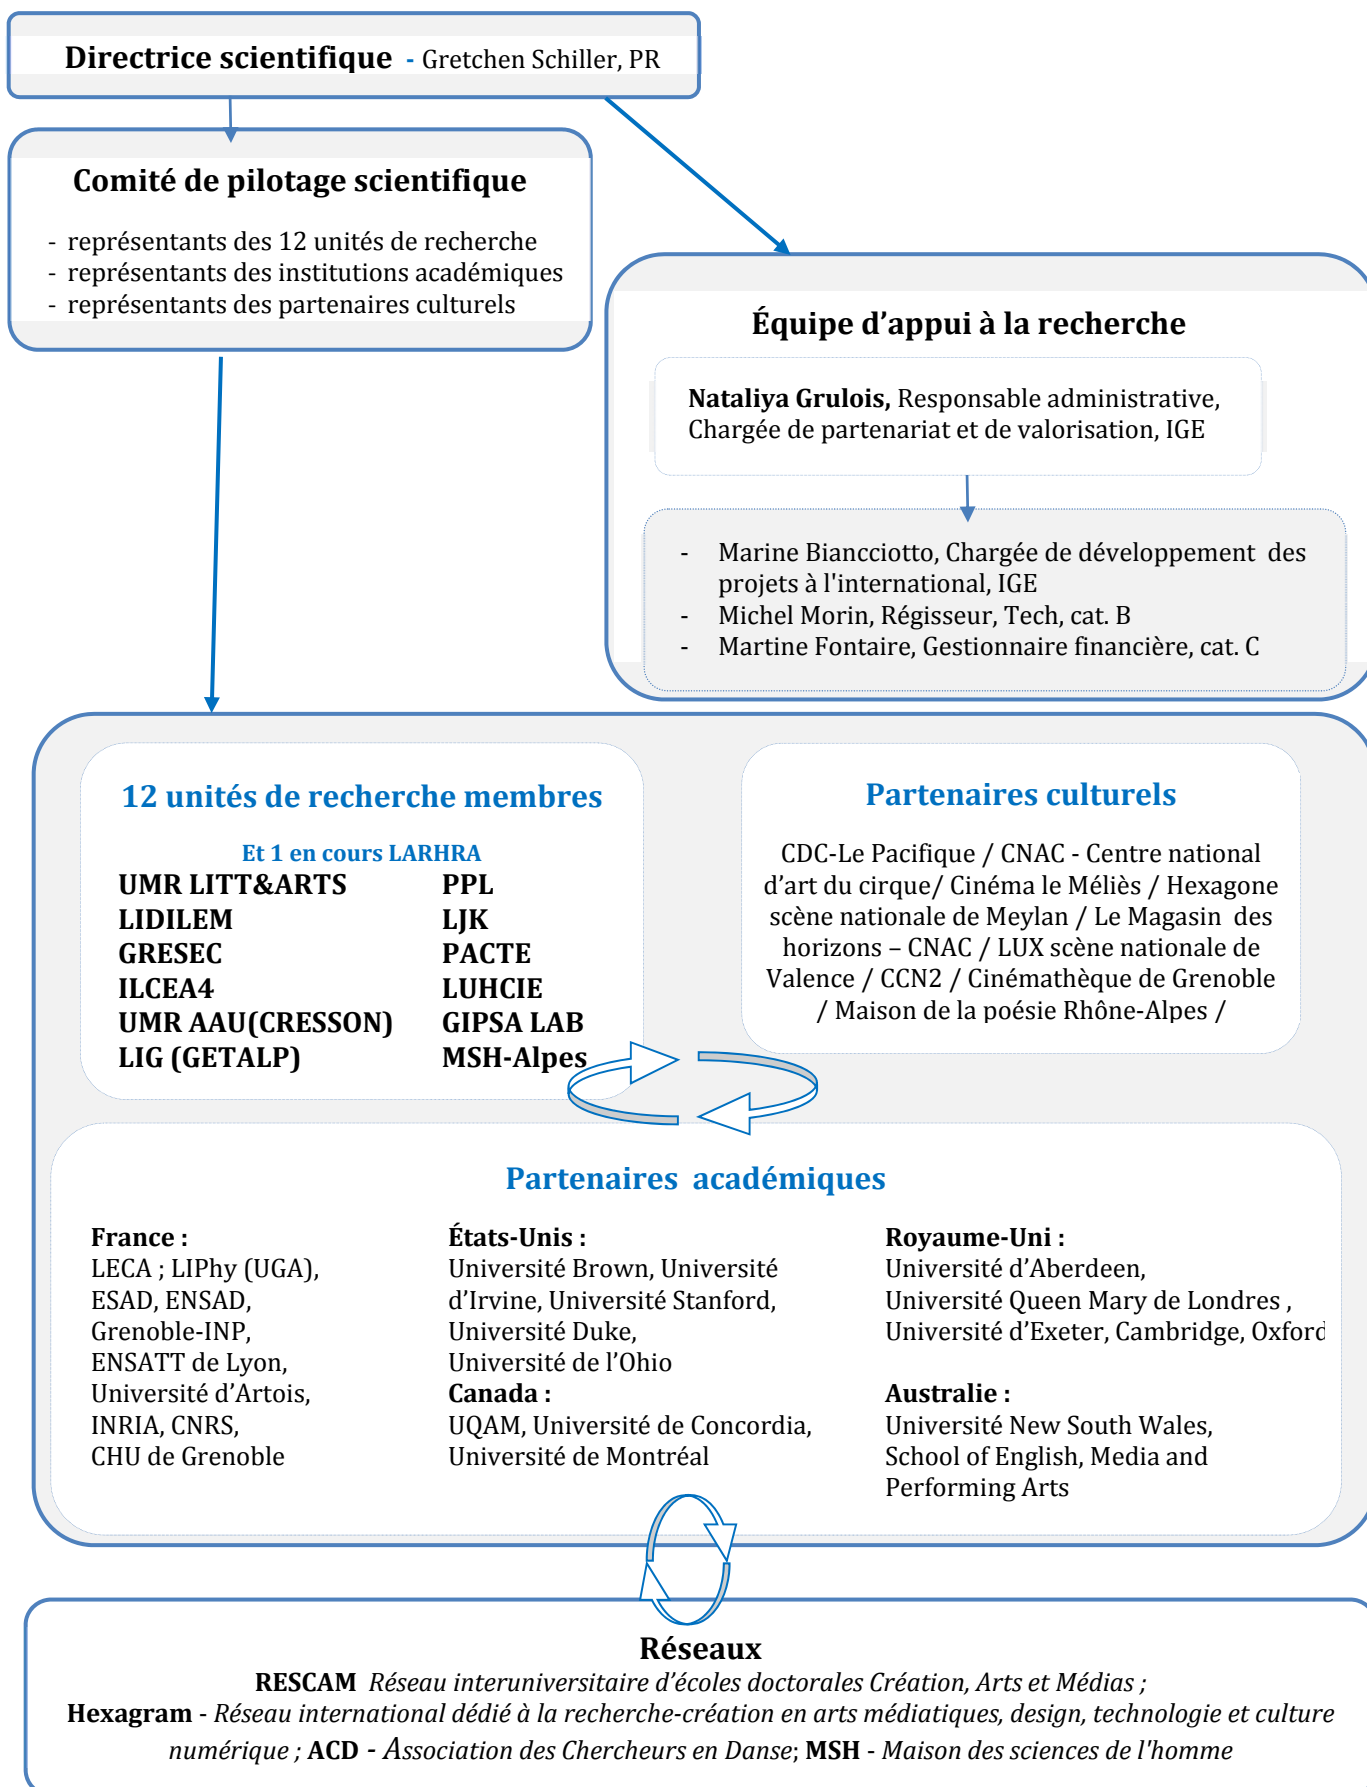 Directrice scientifique - Gretchen Schiller, PR
Comité de pilotage scientifique
- représentants des 12 unités de recherche
- représentants des institutions académiques
- représentants des partenaires culturels
Équipe d’appui à la recherche
Nataliya Grulois, Responsable administrative,
Chargée de partenariat et de valorisation, IGE
- Marine Biancciotto, Chargée de développement des
projets à l'international, IGE
- Michel Morin, Régisseur, Tech, cat. B
- Martine Fontaire, Gestionnaire financière, cat. C
12 unités de recherche membres
Et 1 en cours LARHRA
UMR LITT&ARTS
LIDILEM
GRESEC
ILCEA4
UMR AAU(CRESSON)
LIG (GETALP)
PPL
LJK
PACTE
LUHCIE
GIPSA LAB
MSH-Alpes
Partenaires culturels
CDC-Le Pacifique / CNAC - Centre national
d’art du cirque/ Cinéma le Méliès / Hexagone
scène nationale de Meylan / Le Magasin des
horizons – CNAC / LUX scène nationale de
Valence / CCN2 / Cinémathèque de Grenoble
/ Maison de la poésie Rhône-Alpes /
Partenaires académiques
France :
LECA ; LIPhy (UGA),
ESAD, ENSAD,
Grenoble-INP,
ENSATT de Lyon,
Université d’Artois,
INRIA, CNRS,
CHU de Grenoble
États-Unis :
Université Brown, Université
d’Irvine, Université Stanford,
Université Duke,
Université de l’Ohio
Canada :
UQAM, Université de Concordia,
Université de Montréal
Royaume-Uni :
Université d’Aberdeen,
Université Queen Mary de Londres ,
Université d’Exeter, Cambridge, Oxford
Australie :
Université New South Wales,
School of English, Media and
Performing Arts
Réseaux
RESCAM Réseau interuniversitaire d’écoles doctorales Création, Arts et Médias ;
Hexagram - Réseau international dédié à la recherche-création en arts médiatiques, design, technologie et culture
numérique ; ACD - Association des Chercheurs en Danse; MSH - Maison des sciences de l'homme